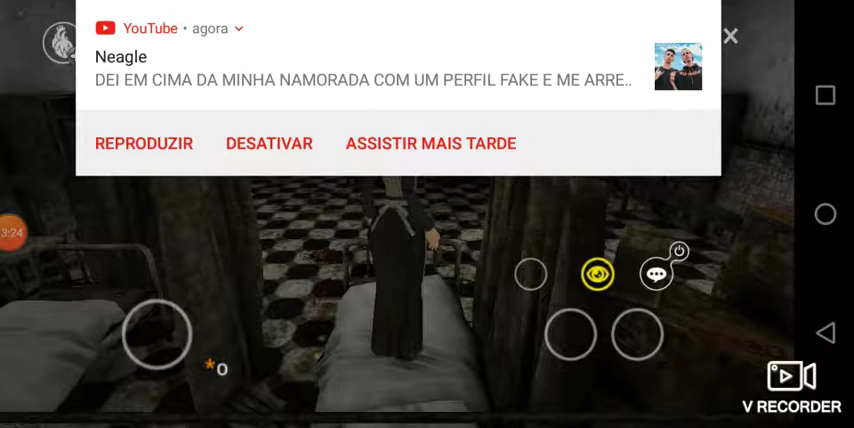 YouTube • agora
Neagle
DEI EM CIMA DA MINHA NAMORADA COM UM PERFIL FAKE E ME ARRE..
REPRODUZIR DESATIVAR ASSISTIR MAIS TARDE
3:24
*0
V RECORDER